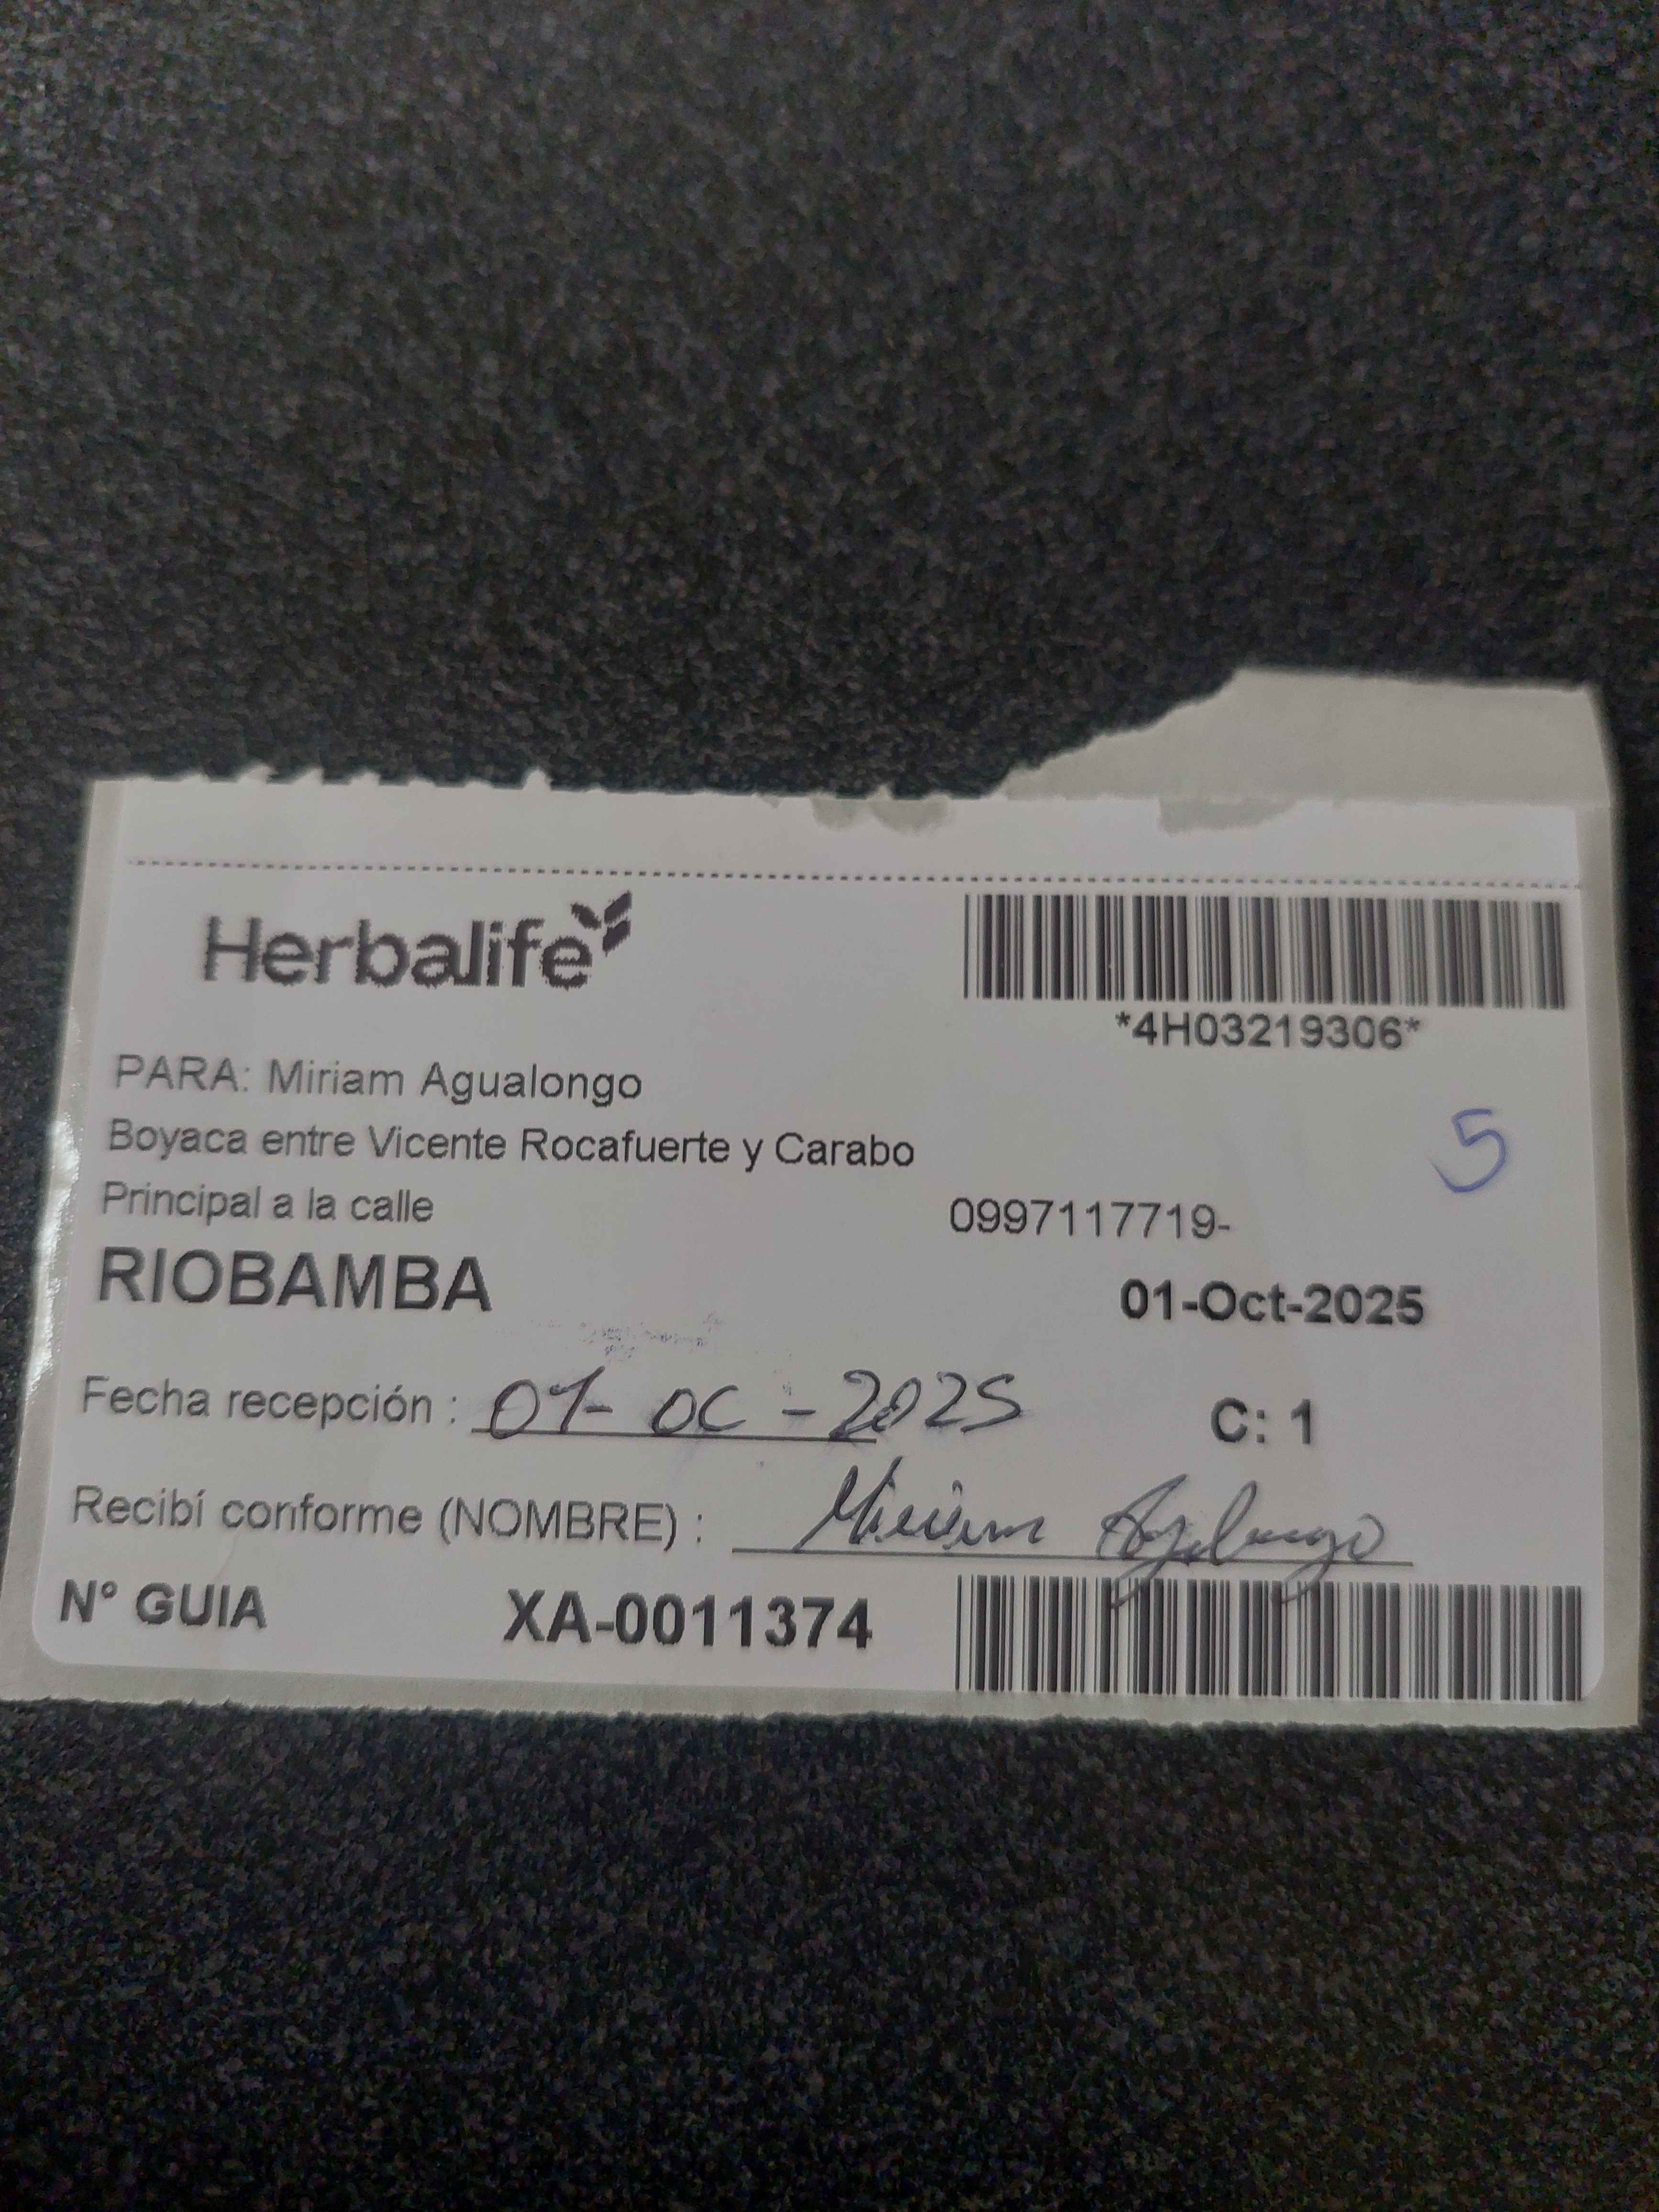 Herbalife
*4H03219306*
PARA: Miriam Agualongo
Boyaca entre Vicente Rocafuerte y Carabo
5
Principal a la calle
0997117719-
RIOBAMBA
01-Oct-2025
Fecha recepción : 01- OC - 2025
C: 1
Recibí conforme (NOMBRE) : Miriam
N° GUIA XA-0011374